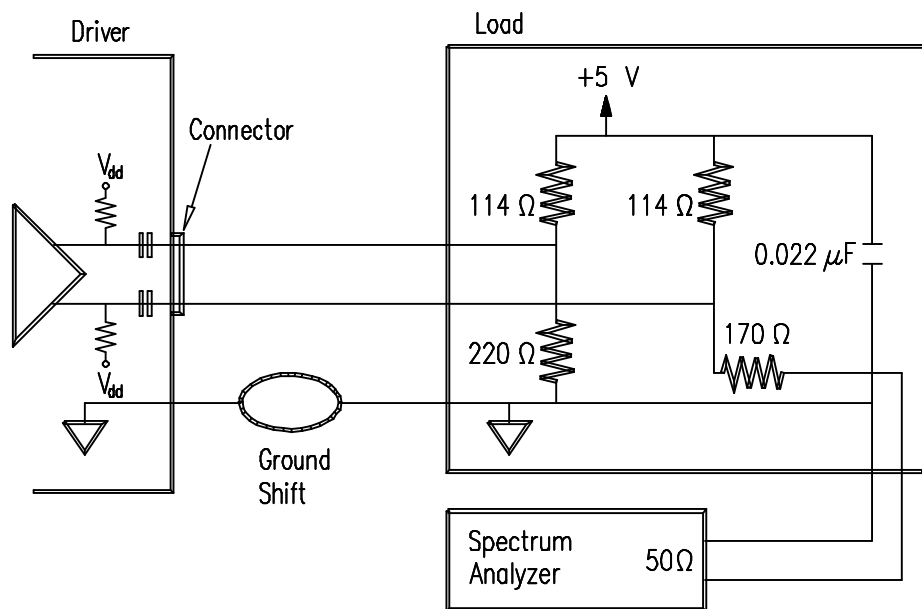 Driver
Load
+5 V
Connector
Vdd
114 Ω
114 Ω
0.022 μF
170 Ω
220 Ω
Vdd
Ground
Shift
Spectrum
Analyzer
50Ω